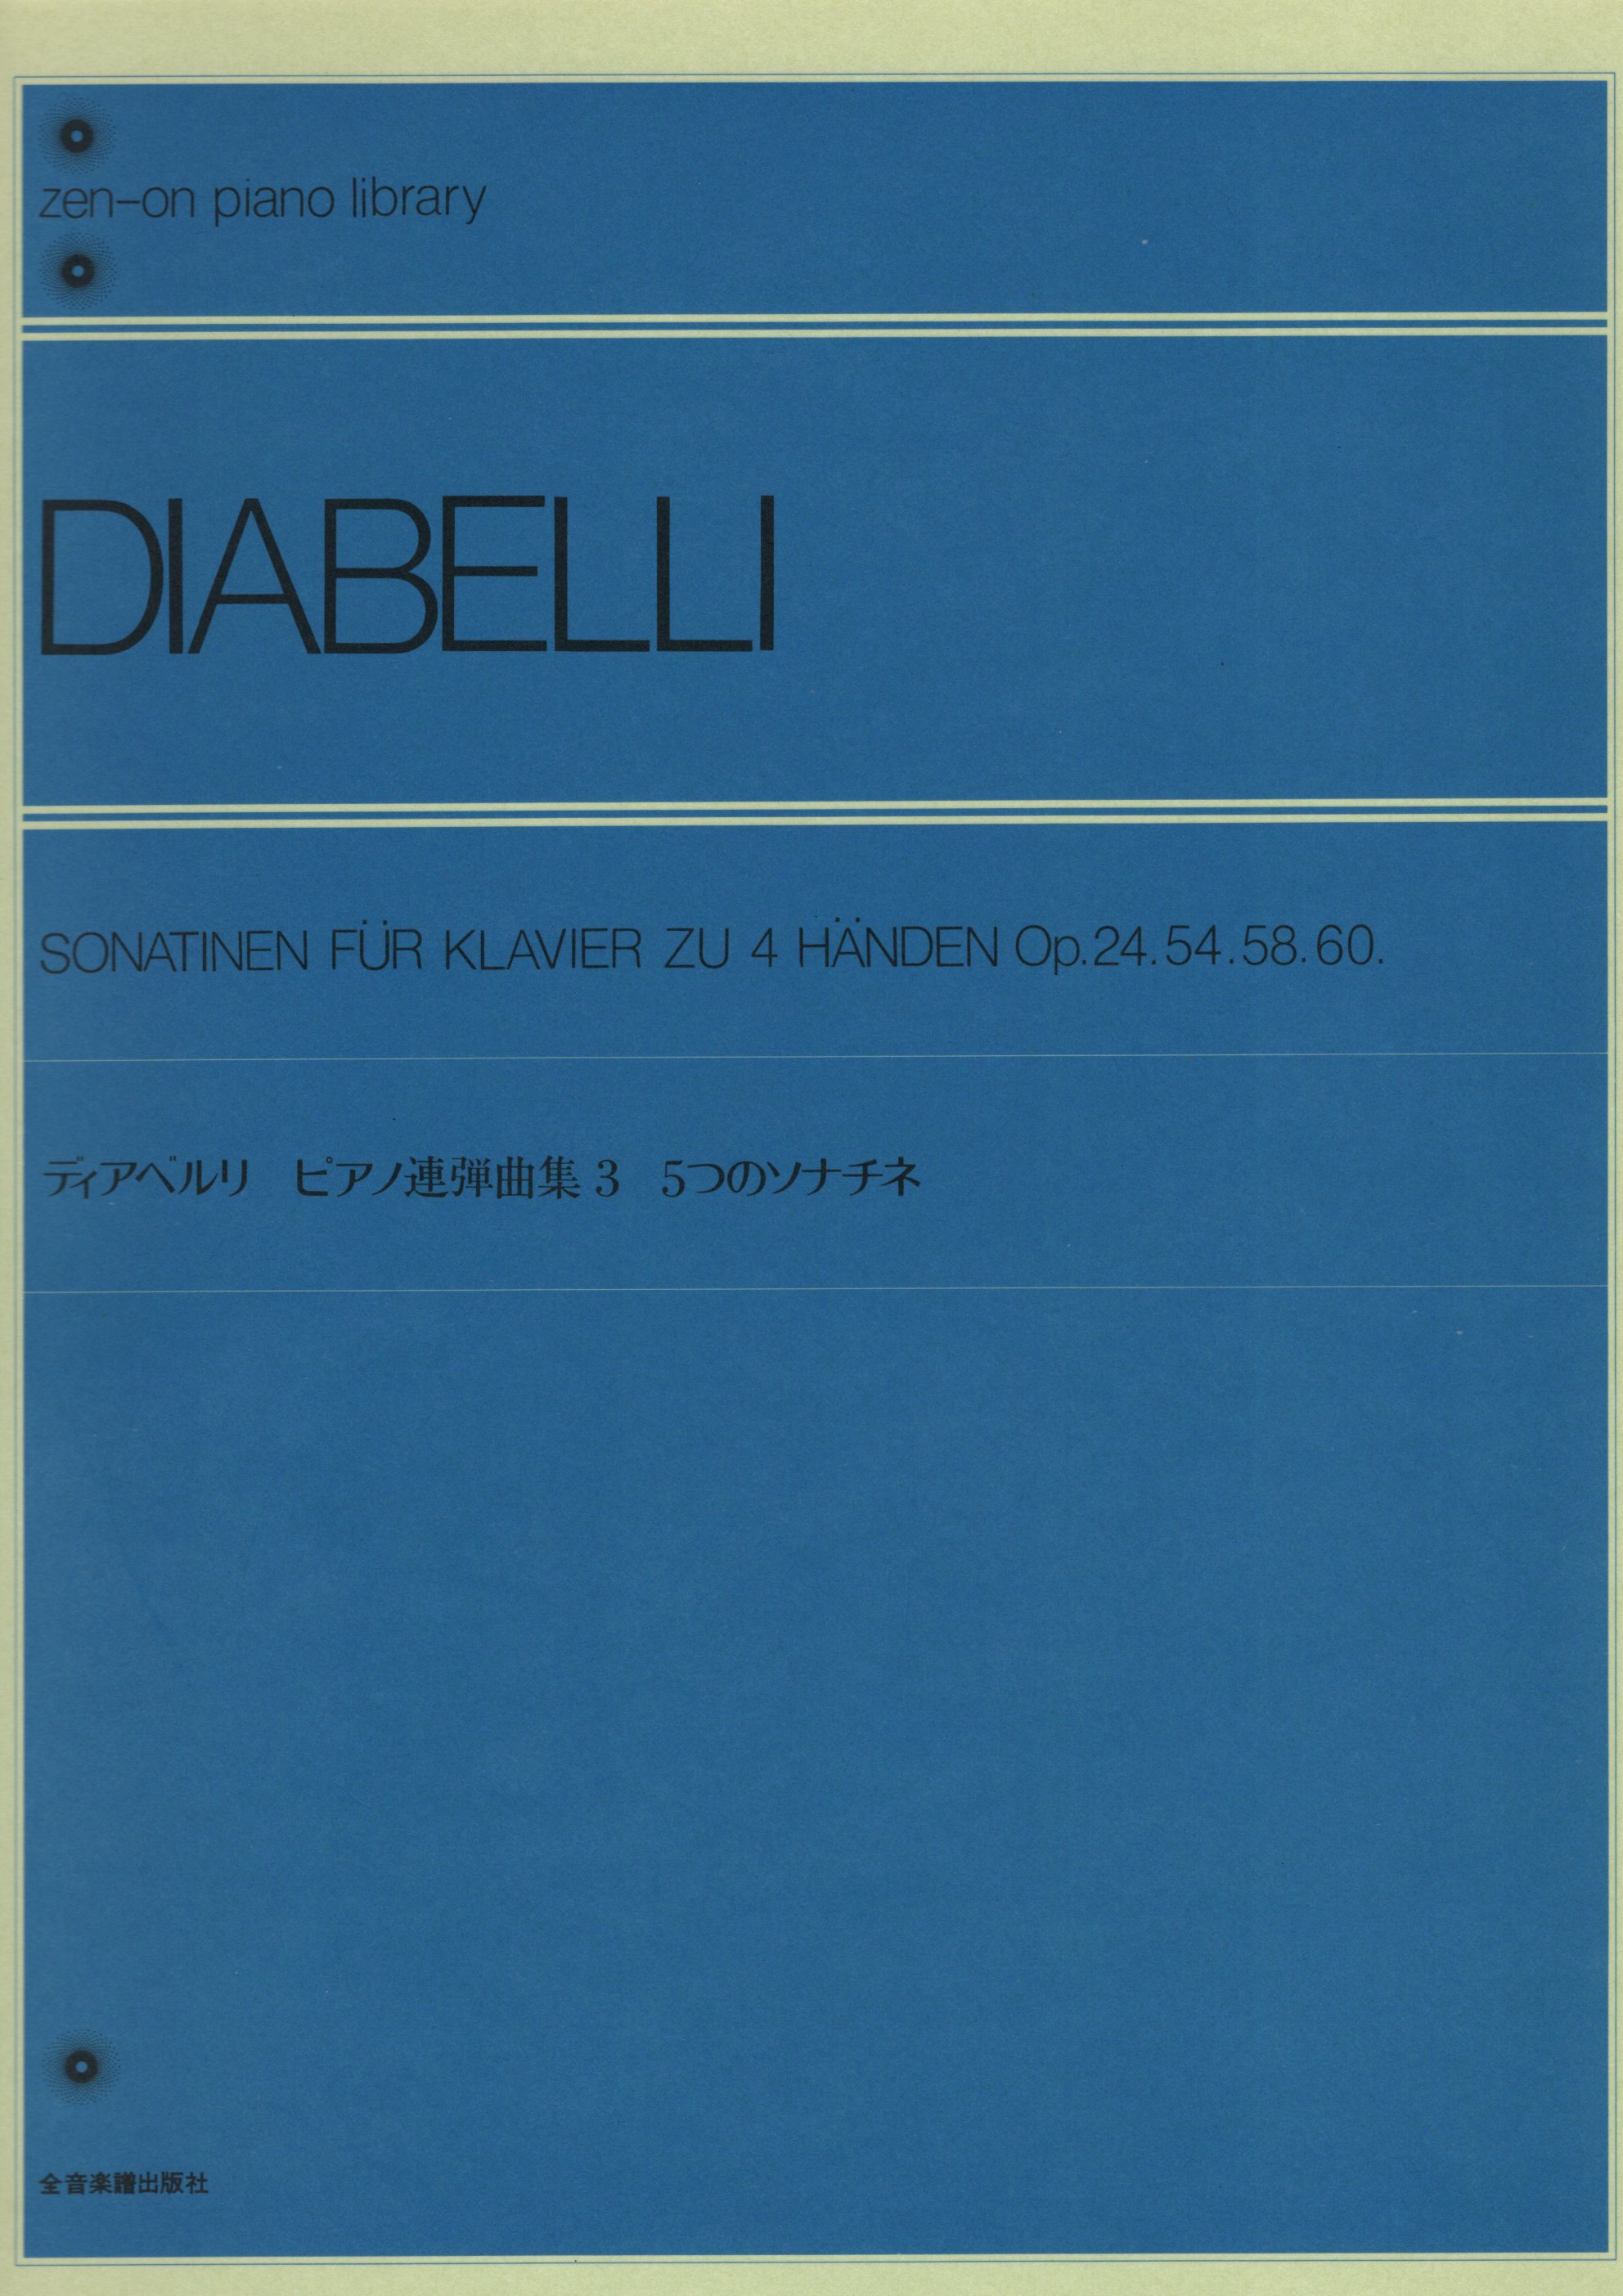 zen-on piano library
DIABELLI
SONATINEN FÜR KLAVIER ZU 4 HÄNDEN Op.24.54.58.60.
ディアベルリ ピアノ連弾曲集 3 5つのソナチネ
全音楽譜出版社